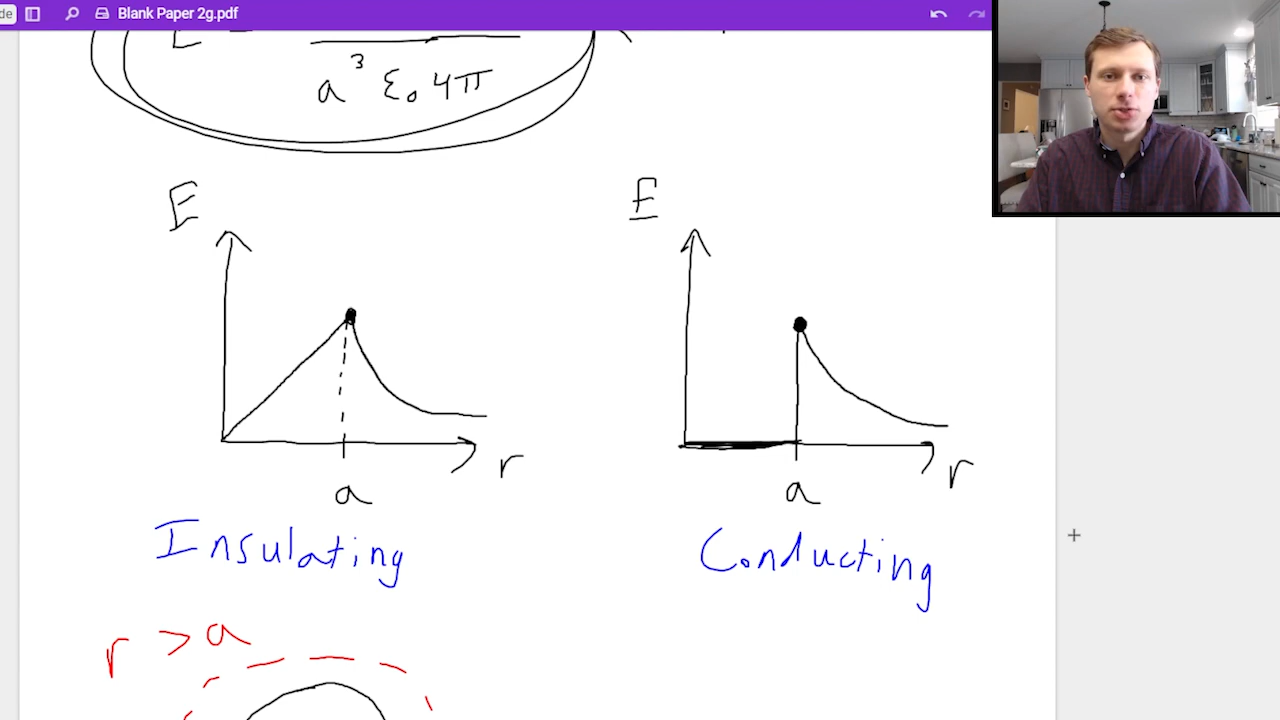 Blank Paper 2g.pdf
a³ ε₀ 4π
E
E
r
r
a
a
Insulating
Conducting
r > a